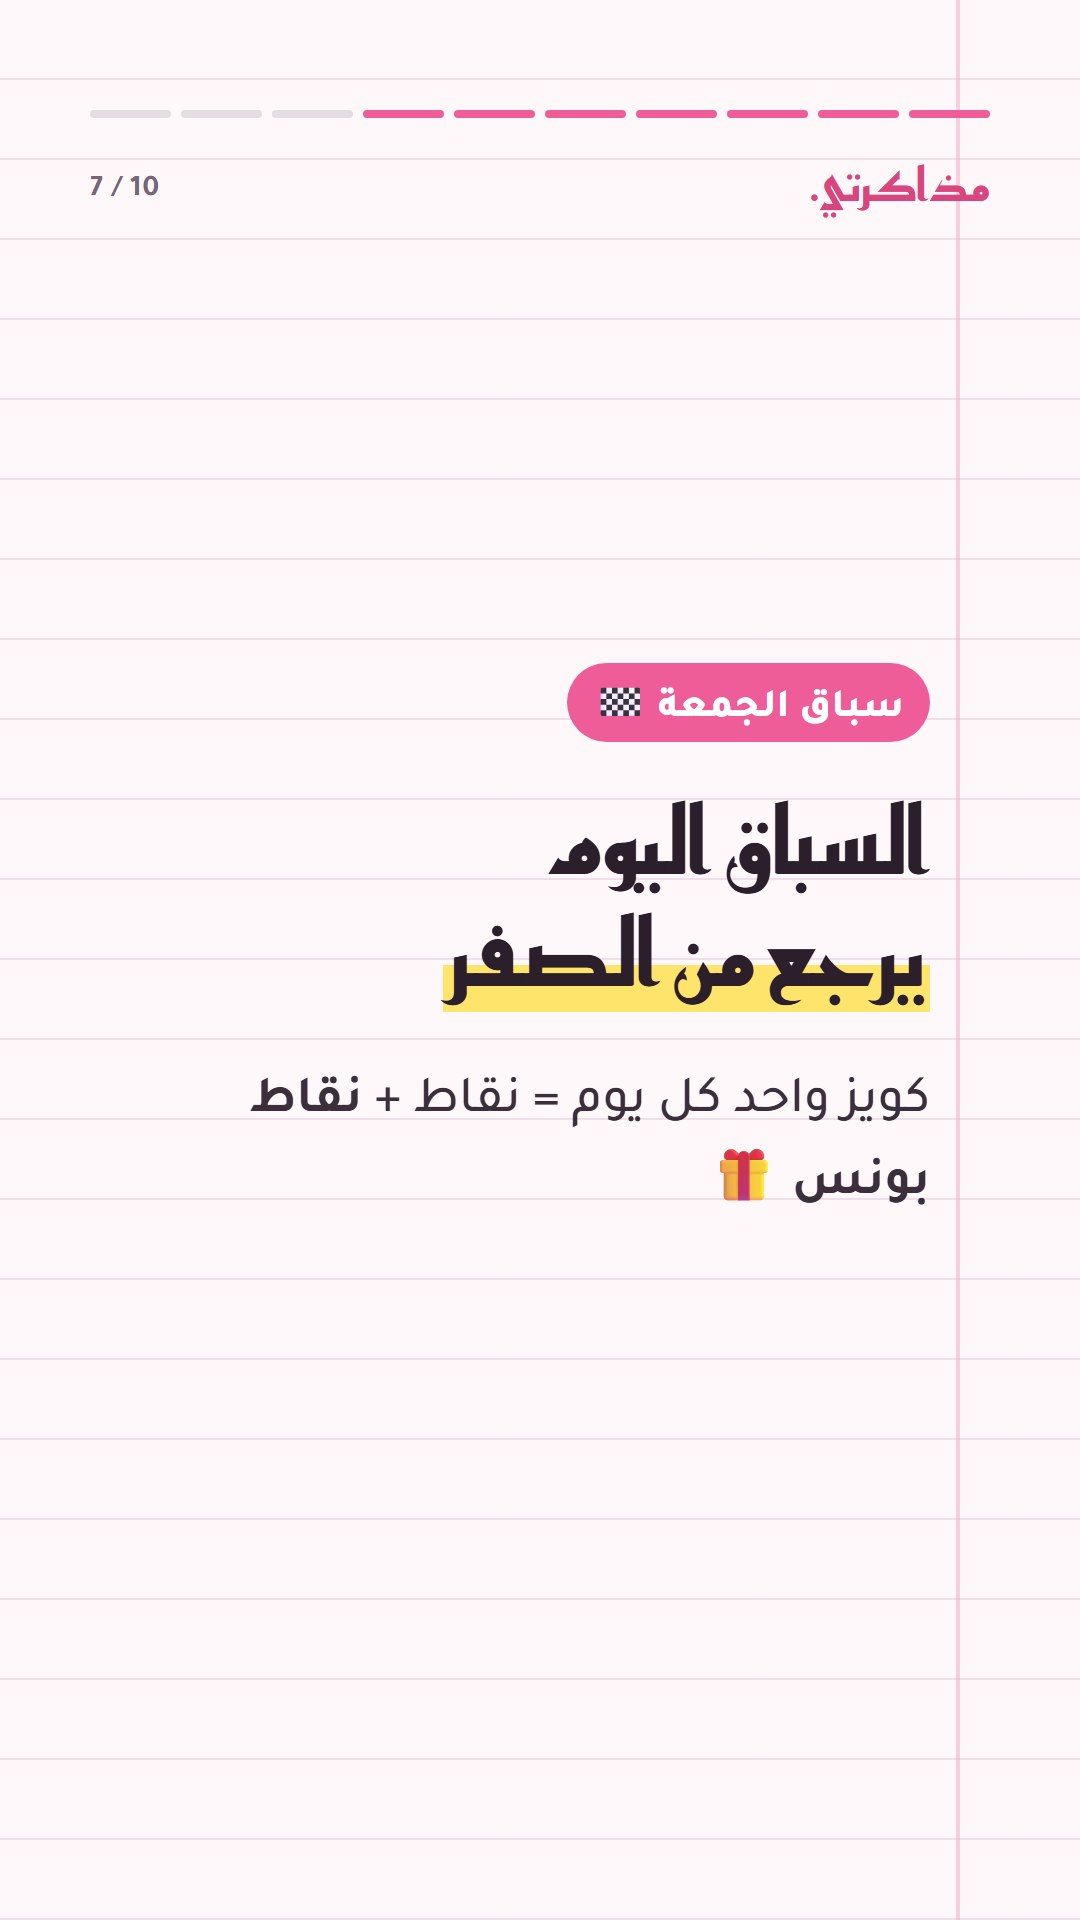 مذاكرتي.
7 / 10
سباق الجمعة 🏁
السباق اليوم
يرجع من الصفر
كويز واحد كل يوم = نقاط + نقاط
بونس 🎁